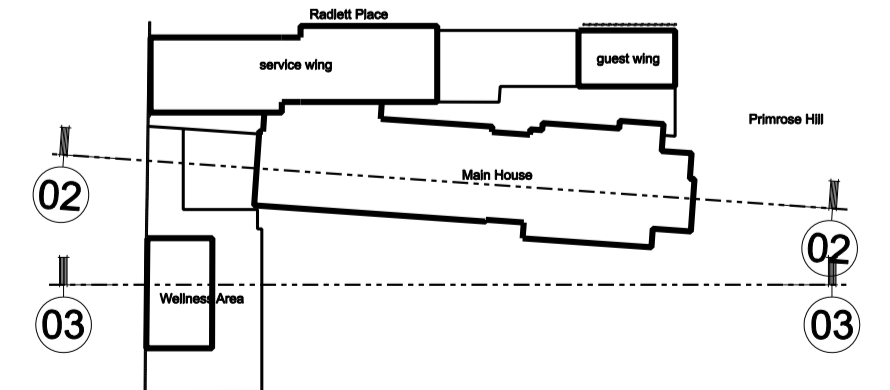 Radlett Place
service wing
guest wing
Primrose Hill
Main House
02
02
Wellness Area
03
03